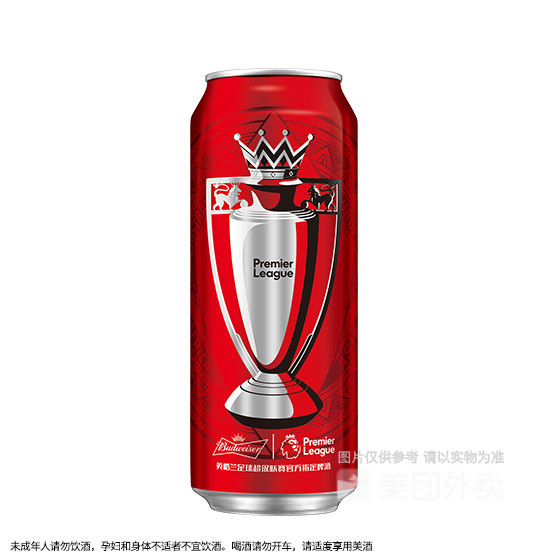 Premier
League
Budweiser
Premier
League
英格兰足球超级联赛官方指定啤酒
图片仅供参考 请以实物为准
美团外卖
未成年人请勿饮酒，孕妇和身体不适者不宜饮酒。喝酒请勿开车，请适度享用美酒